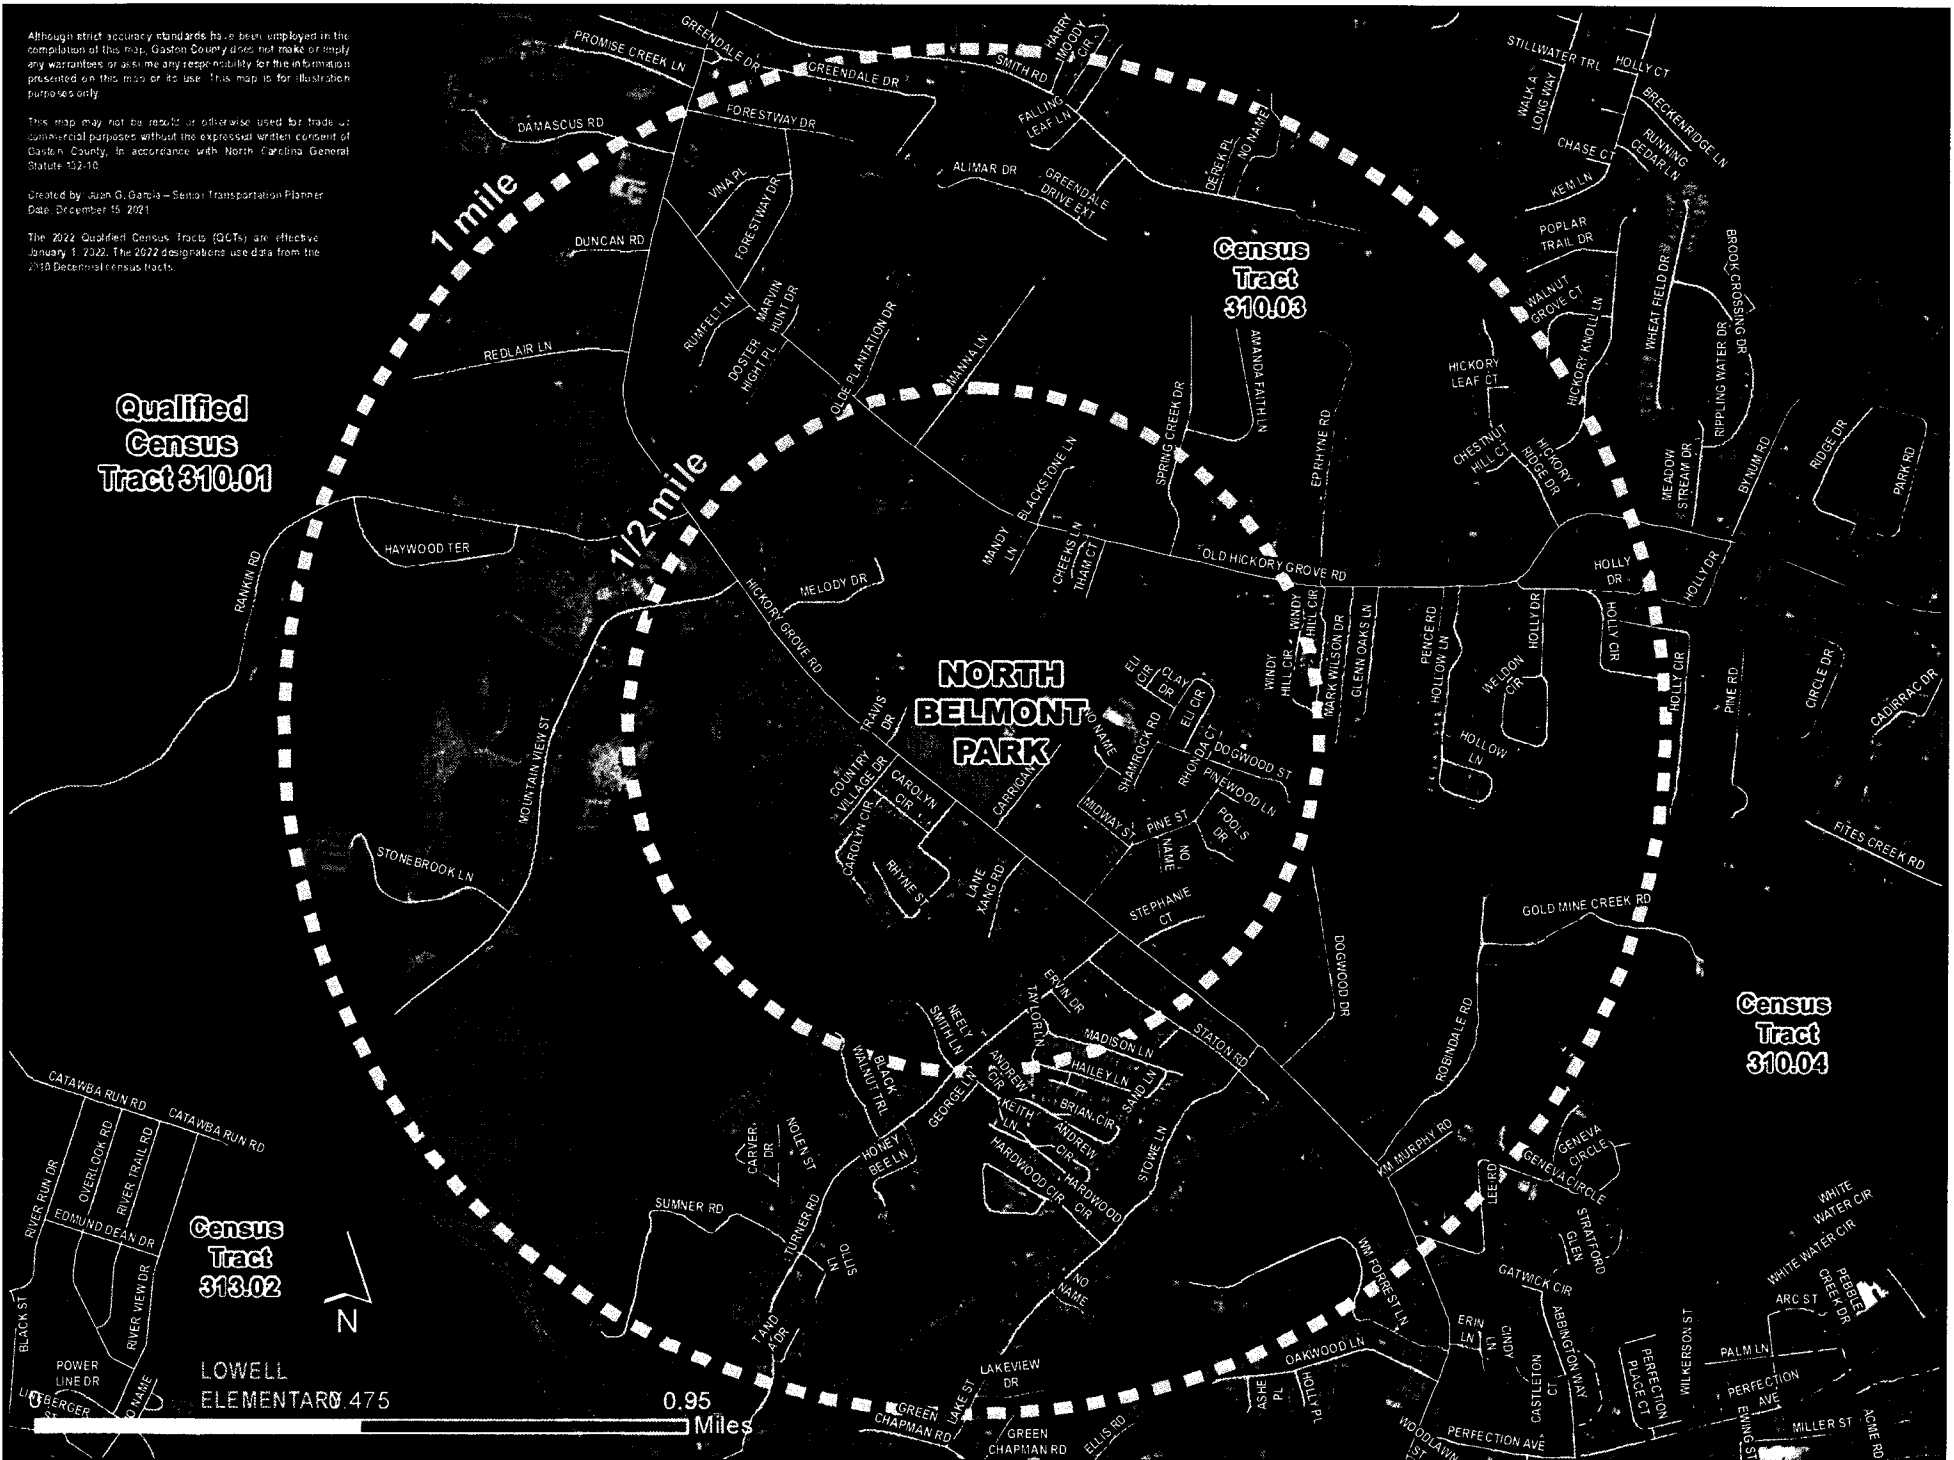 Although strict accuracy standards have been employed in the
compilation of this map, Gaston County does not make or imply
any warranties or assume any responsibility for the information
presented on this map or its use. This map is for illustration
purposes only.
This map may not be resold or otherwise used for trade or
commercial purposes without the expressed written consent of
Gaston County, in accordance with North Carolina General
Statute 132-10.
Created by: Juan G. Garcia – Senior Transportation Planner
Date: December 15, 2021
The 2022 Qualified Census Tracts (QCTs) are effective
January 1, 2022. The 2022 designations use data from the
2010 Decennial census tracts.
PROMISE CREEK LN
GREENDALE DR
GREENDALE DR
SMITH RD
HARRY
MOODY
CIR
STILLWATER TRL
HOLLY CT
WALK A
LONG WAY
BRECKENRIDGE LN
RUNNING
CEDAR LN
CHASE CT
KEM LN
DAMASCUS RD
FORESTWAY DR
FALLING
LEAF LN
ALIMAR DR
GREENDALE
DRIVE EXT
DEREK PL
NO NAME
VINA PL
FORESTWAY DR
1 mile
DUNCAN RD
POPLAR
TRAIL DR
WALNUT
GROVE CT
WHEAT FIELD DR
BROOK CROSSING DR
Census
Tract
310.03
RUMFELT LN
MARVIN
HUNT DR
DOSTER
HIGHT PL
OLDE PLANTATION DR
MANNA LN
REDLAIR LN
AMANDA FAITH LN
SPRING CREEK DR
EP RHYNE RD
HICKORY
LEAF CT
HICKORY KNOLL LN
RIPPLING WATER DR
Qualified
Census
Tract 310.01
CHESTNUT
HILL CT
HICKORY
RIDGE DR
MEADOW
STREAM DR
BYNUM RD
RIDGE DR
PARK RD
1/2 mile
BLACKSTONE LN
MANDY
LN
CHEEKS LN
THAM CT
HAYWOOD TER
RANKIN RD
MELODY DR
HICKORY GROVE RD
OLD HICKORY GROVE RD
HOLLY
DR
HOLLY DR
WINDY
HILL CIR
WINDY
HILL CIR
MARK WILSON DR
GLENN OAKS LN
PENCE RD
HOLLOW LN
HOLLY DR
WELDON
CIR
HOLLY CIR
HOLLY CIR
PINE RD
CIRCLE DR
CADIRRAC DR
HOLLOW
LN
NORTH
BELMONT
PARK
ELI
CIR
CLAY
DR
ELI CIR
NO NAME
SHAMROCK RD
RHONDA CT
DOGWOOD ST
PINEWOOD LN
POOLS
DR
MIDWAY ST
PINE ST
NO
NAME
TRAVIS
DR
COUNTRY
VILLAGE DR
CAROLYN
CIR
CAROLYN CIR
CARRIGAN
RHYNE ST
LANE
XANG RD
MOUNTAIN VIEW ST
STONEBROOK LN
FITES CREEK RD
STEPHANIE
CT
GOLD MINE CREEK RD
DOGWOOD DR
ROBINDALE RD
Census
Tract
310.04
ERVIN DR
TAYLOR LN
NEELY
SMITH LN
MADISON LN
STATON RD
HAILEY LN
SAND LN
BLACK
WALNUT TRL
GEORGE LN
ANDREW
CIR
KEITH
LN
BRIAN CIR
ANDREW
CIR
HARDWOOD CIR
HARDWOOD
CIR
STOWE LN
HONEY
BEE LN
NOLEN ST
CARVER
DR
SUMNER RD
TURNER RD
OLLIS
LN
NO
NAME
KM MURPHY RD
LEE RD
GENEVA
CIRCLE
GENEVA CIRCLE
STRATFORD
GLEN
WHITE
WATER CIR
WHITE WATER CIR
PEBBLE
CREEK DR
ARC ST
GATWICK CIR
WM FORREST LN
ERIN
LN
CINDY
LN
ABBINGTON WAY
CASTLETON
CT
PERFECTION
PLACE CT
WILKERSON ST
PALM LN
PERFECTION
AVE
EWING ST
MILLER ST
ACME RD
CATAWBA RUN RD
CATAWBA RUN RD
RIVER RUN DR
OVERLOOK RD
RIVER TRAIL RD
EDMUND DEAN DR
RIVER VIEW DR
BLACK ST
POWER
LINE DR
LINEBERGER
ST
NO NAME
Census
Tract
313.02
N
LOWELL
ELEMENTARY
0
0.475
0.95
Miles
T AND
A DR
LAKEVIEW
DR
LAKE ST
GREEN
CHAPMAN RD
GREEN
CHAPMAN RD
ELLIS RD
OAKWOOD LN
ASHE
PL
HOLLY PL
WOODLAWN
ST
PERFECTION AVE